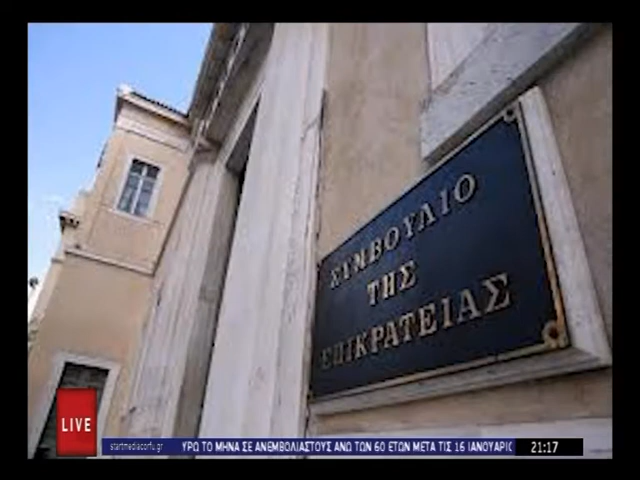 ΣΥΜΒΟΥΛΙΟ
ΤΗΣ
ΕΠΙΚΡΑΤΕΙΑΣ
LIVE
startmediacorfu.gr
ΥΡΩ ΤΟ ΜΗΝΑ ΣΕ ΑΝΕΜΒΟΛΙΑΣΤΟΥΣ ΑΝΩ ΤΩΝ 60 ΕΤΩΝ ΜΕΤΑ ΤΙΣ 16 ΙΑΝΟΥΑΡΙΟ
21:17